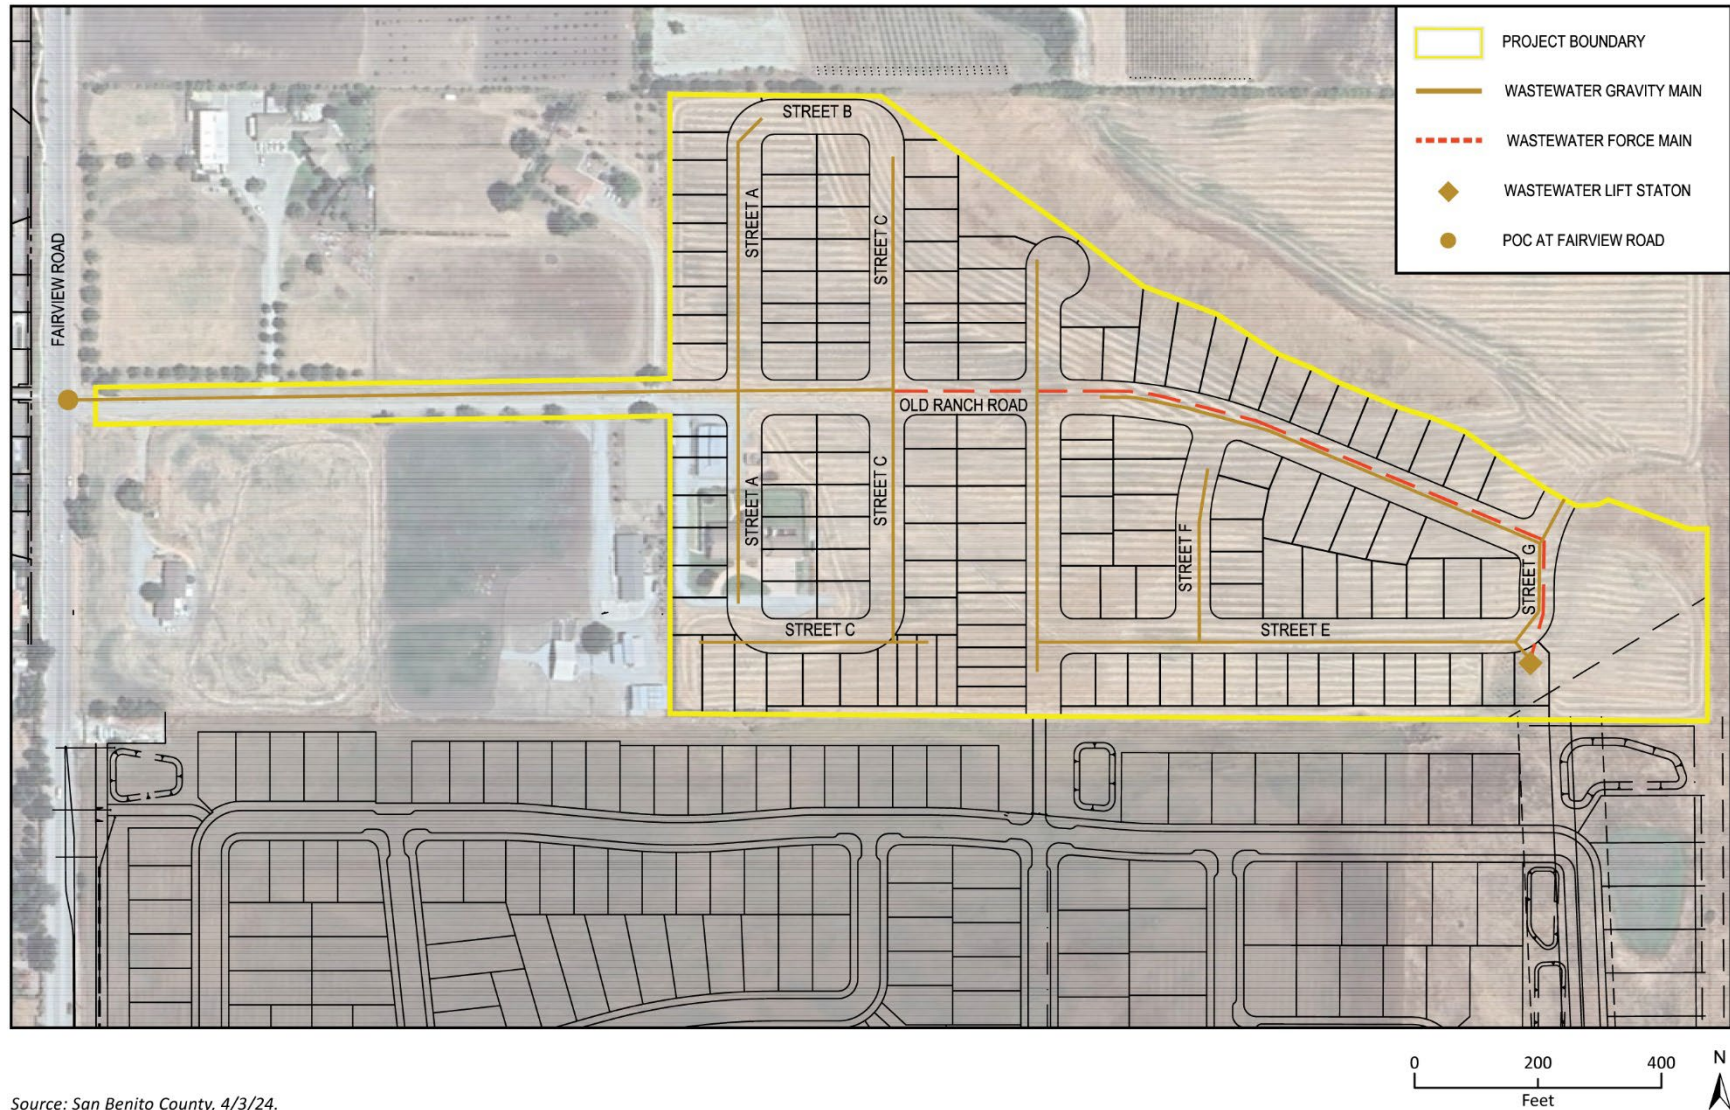 PROJECT BOUNDARY
WASTEWATER GRAVITY MAIN
WASTEWATER FORCE MAIN
WASTEWATER LIFT STATON
POC AT FAIRVIEW ROAD
FAIRVIEW ROAD
STREET B
STREET A
STREET C
OLD RANCH ROAD
STREET A
STREET C
STREET F
STREET G
STREET C
STREET E
0 200 400
Feet
N
Source: San Benito County, 4/3/24.